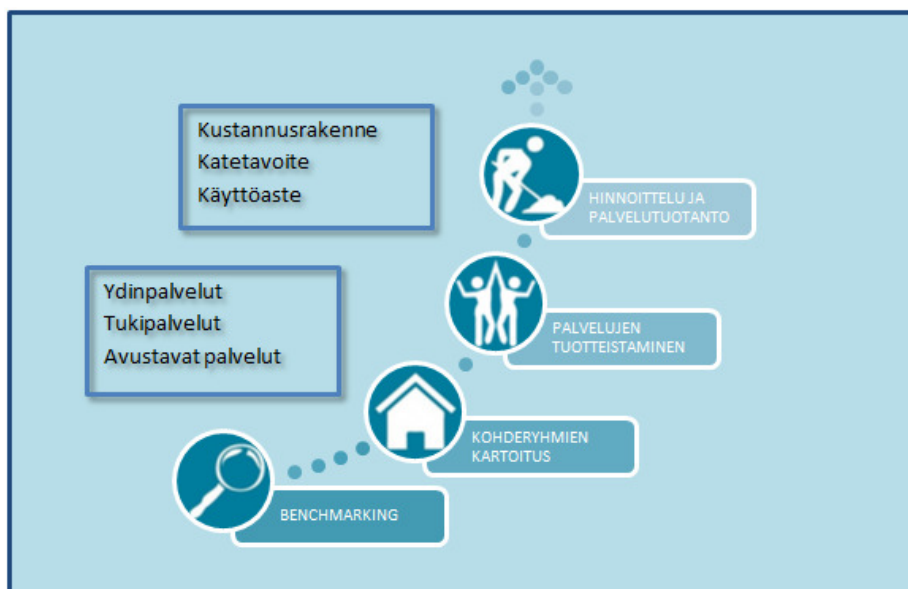 Kustannusrakenne
Katetavoite
Käyttöaste
HINNOITTELU JA
PALVELUTUOTANTO
Ydinpalvelut
Tukipalvelut
Avustavat palvelut
PALVELUJEN
TUOTTEISTAMINEN
KOHDERYHMIEN
KARTOITUS
BENCHMARKING